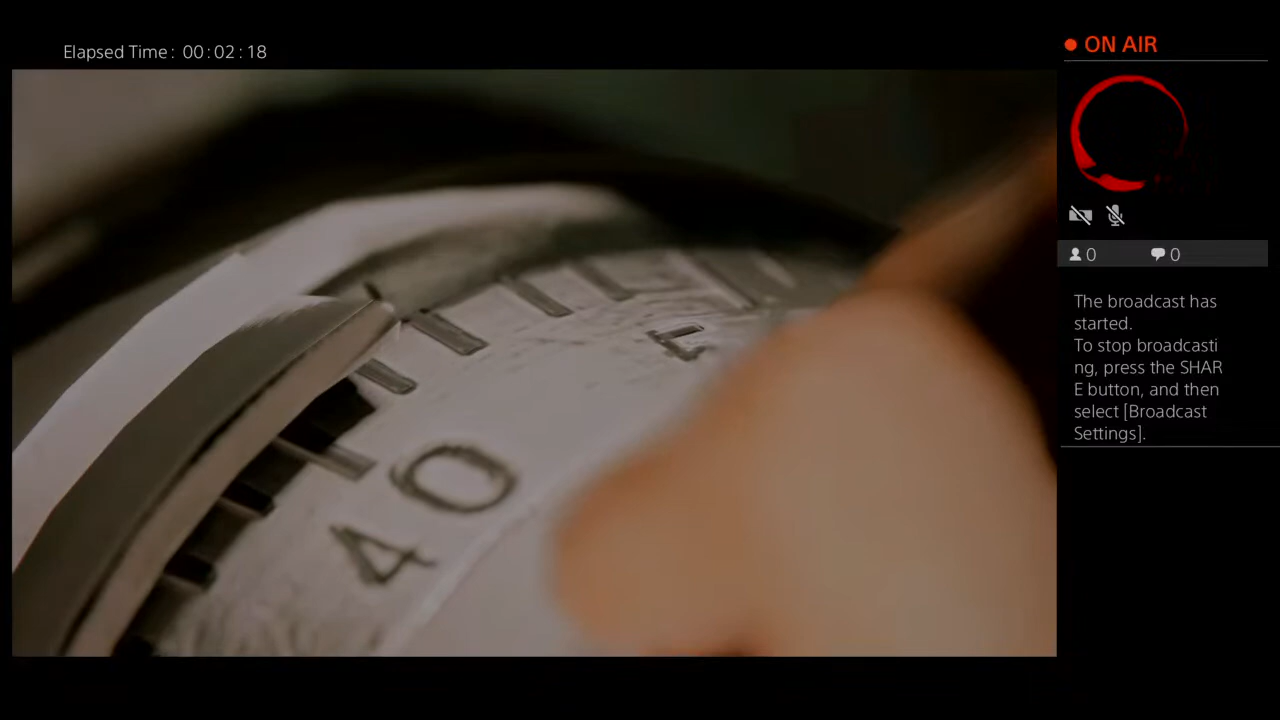 Elapsed Time: 00:02:18
ON AIR
0 0
The broadcast has
started.
To stop broadcasti
ng, press the SHAR
E button, and then
select [Broadcast
Settings].
40